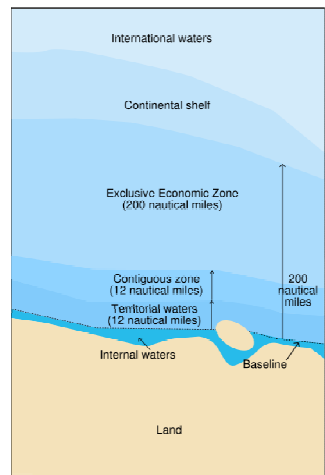 International waters
Continental shelf
Exclusive Economic Zone
(200 nautical miles)
Contiguous zone
(12 nautical miles)
200
nautical
miles
Territorial waters
(12 nautical miles)
Internal waters
Baseline
Land